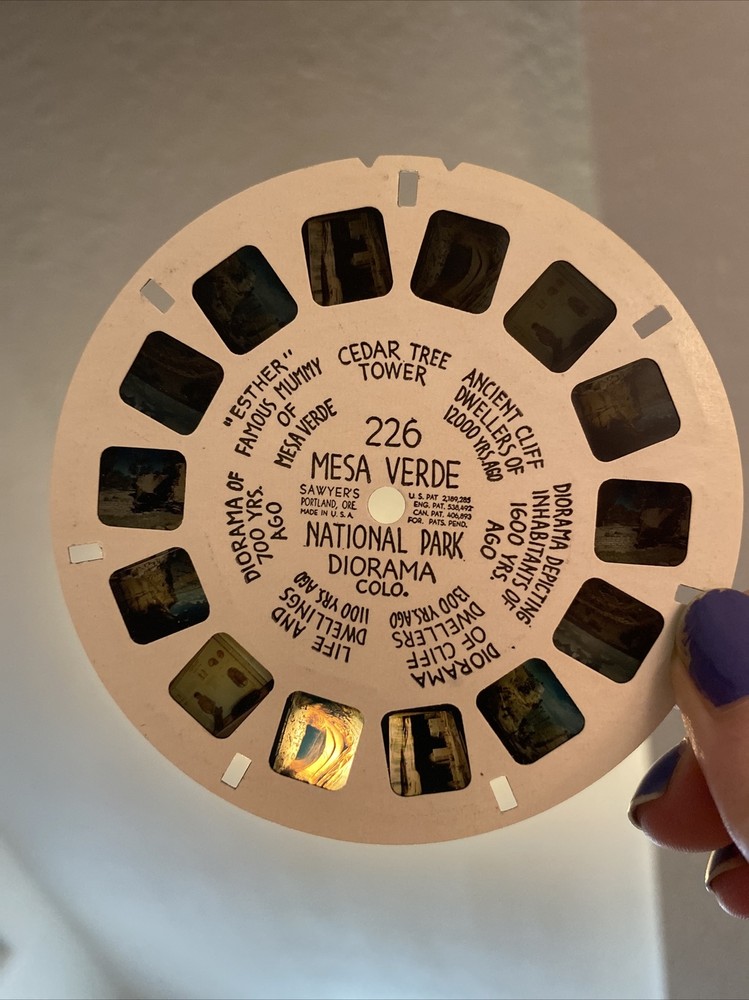 226
MESA VERDE
SAWYER'S
PORTLAND, ORE.
MADE IN U.S.A.
U.S. PAT 2,189,285
ENG. PAT. 538,492
CAN. PAT. 406,893
FOR. PATS. PEND.
NATIONAL PARK
DIORAMA
COLO.
CEDAR TREE
TOWER
ANCIENT CLIFF
DWELLERS OF
12000 YRS. AGO
DIORAMA DEPICTING
INHABITANTS OF
1600 YRS.
AGO
DIORAMA
OF CLIFF
DWELLERS
1300 YRS. AGO
LIFE AND
DWELLINGS
1100 YRS. AGO
DIORAMA OF
700 YRS.
AGO
"ESTHER"
FAMOUS MUMMY
OF
MESA VERDE